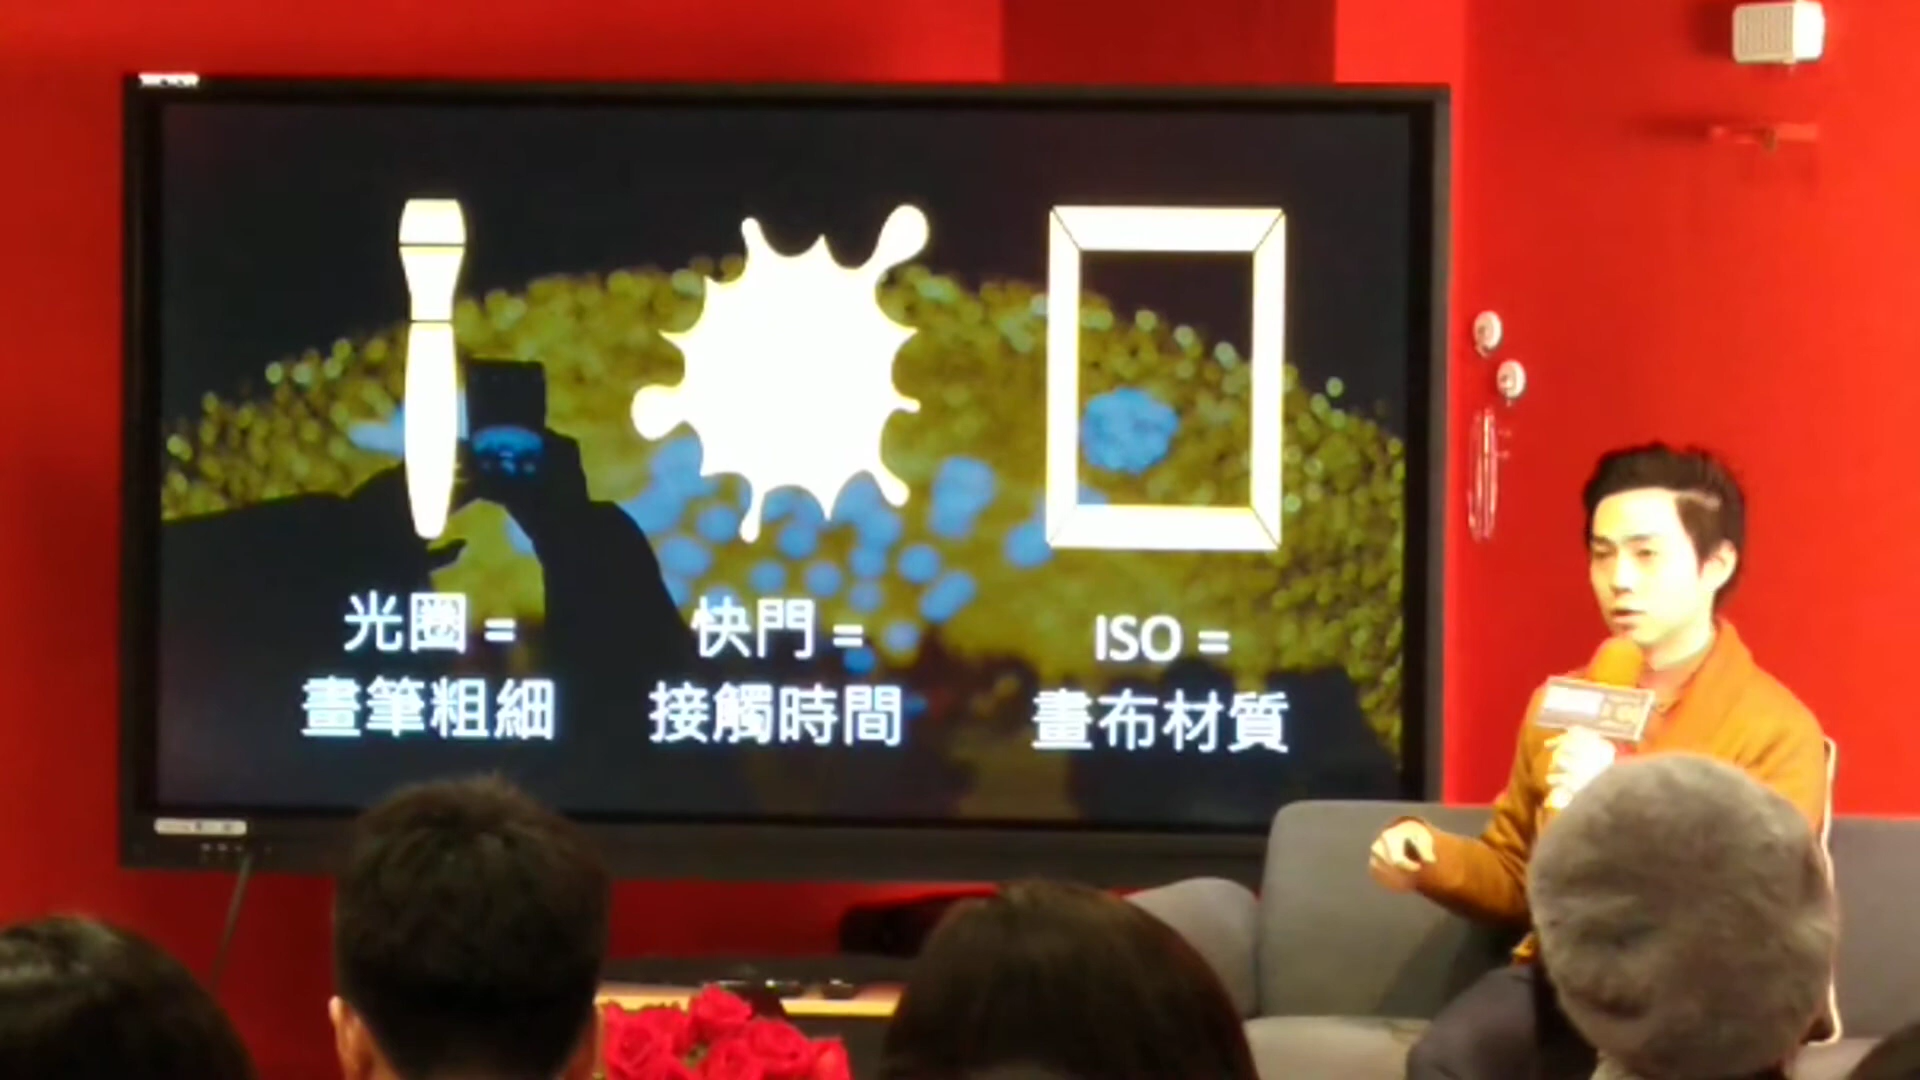 光圈 =
畫筆粗細
快門 =
接觸時間
ISO =
畫布材質